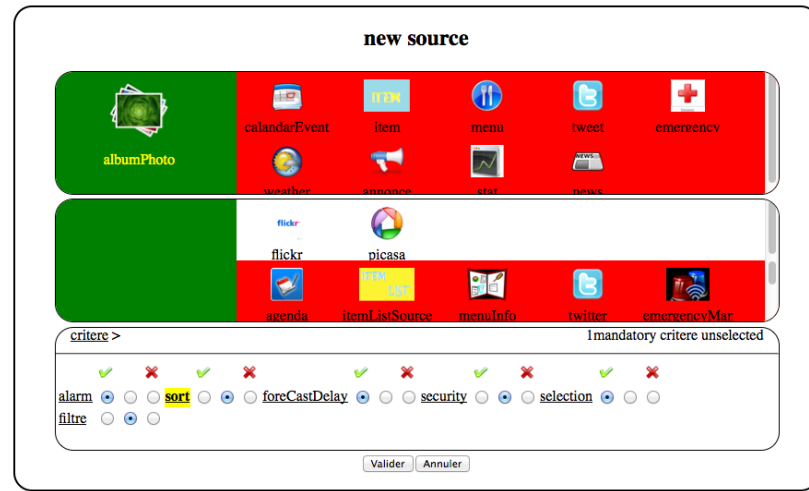 new source
albumPhoto
calandarEvent item menu tweet emergency
weather annonce stat news
flickr picasa
agenda itemListSource menuInfo twitter emergencyMar
critere > 1mandatory critere unselected
alarm sort foreCastDelay security selection
filtre
Valider Annuler